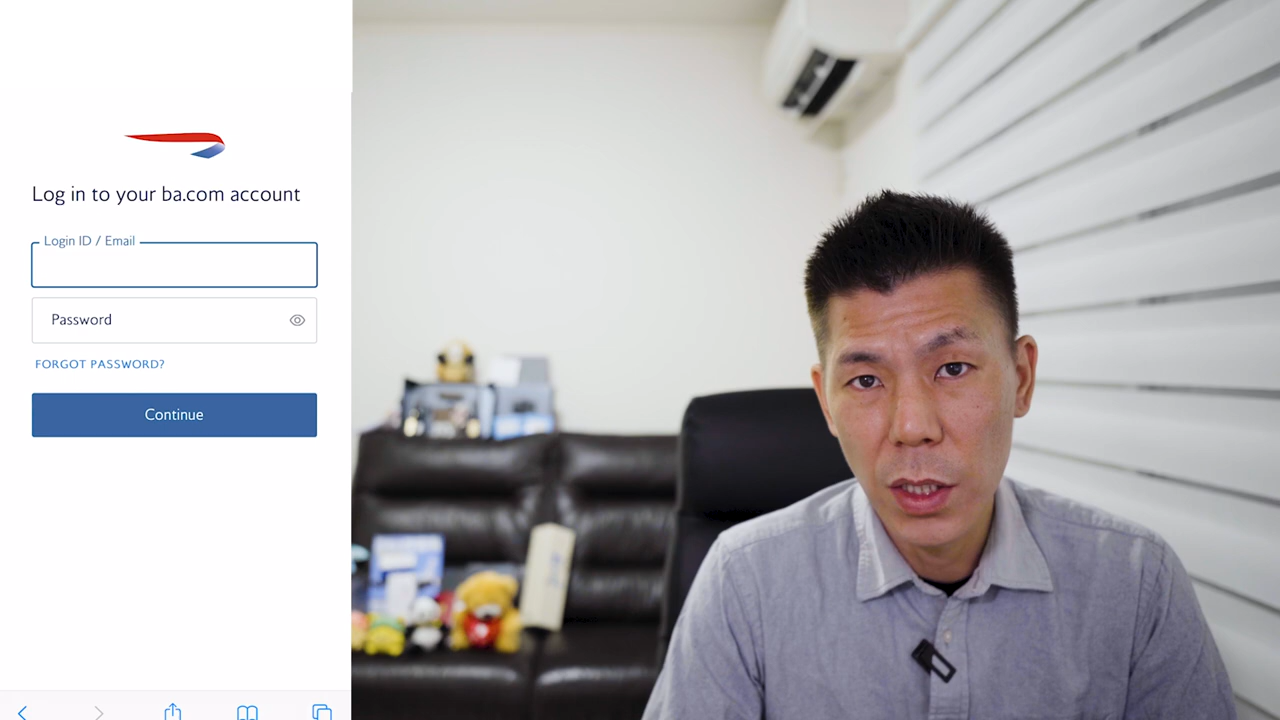 Log in to your ba.com account
Login ID / Email
Password
FORGOT PASSWORD?
Continue